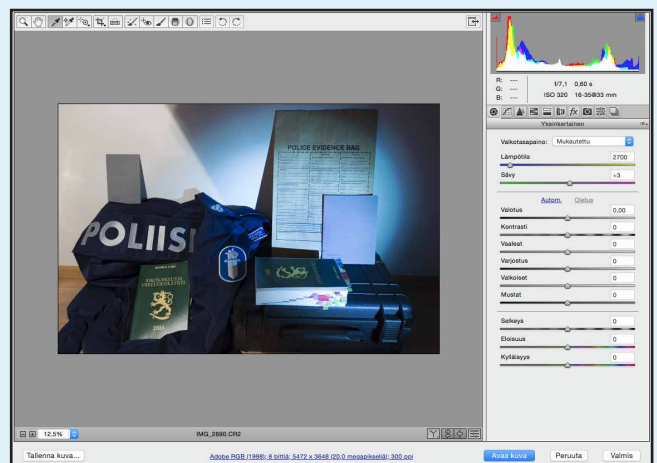 R: ---
G: ---
B: ---
f/7,1 0,60 s
ISO 320 16-35@33 mm
Yksinkertainen
Valkotasapaino: Mukautettu
Lämpötila 2700
Sävy +3
Autom. Oletus
Valotus 0,00
Kontrasti 0
Vaaleat 0
Varjostus 0
Valkoiset 0
Mustat 0
Selkeys 0
Eloisuus 0
Kylläisyys 0
POLICE EVIDENCE BAG
POLIISI
RIKOSOIKEUS
2015
12,5%
IMG_2890.CR2
Tallenna kuva...
Adobe RGB (1998); 8 bittiä; 5472 x 3648 (20,0 megapikseliä); 300 ppi
Avaa kuva
Peruuta
Valmis